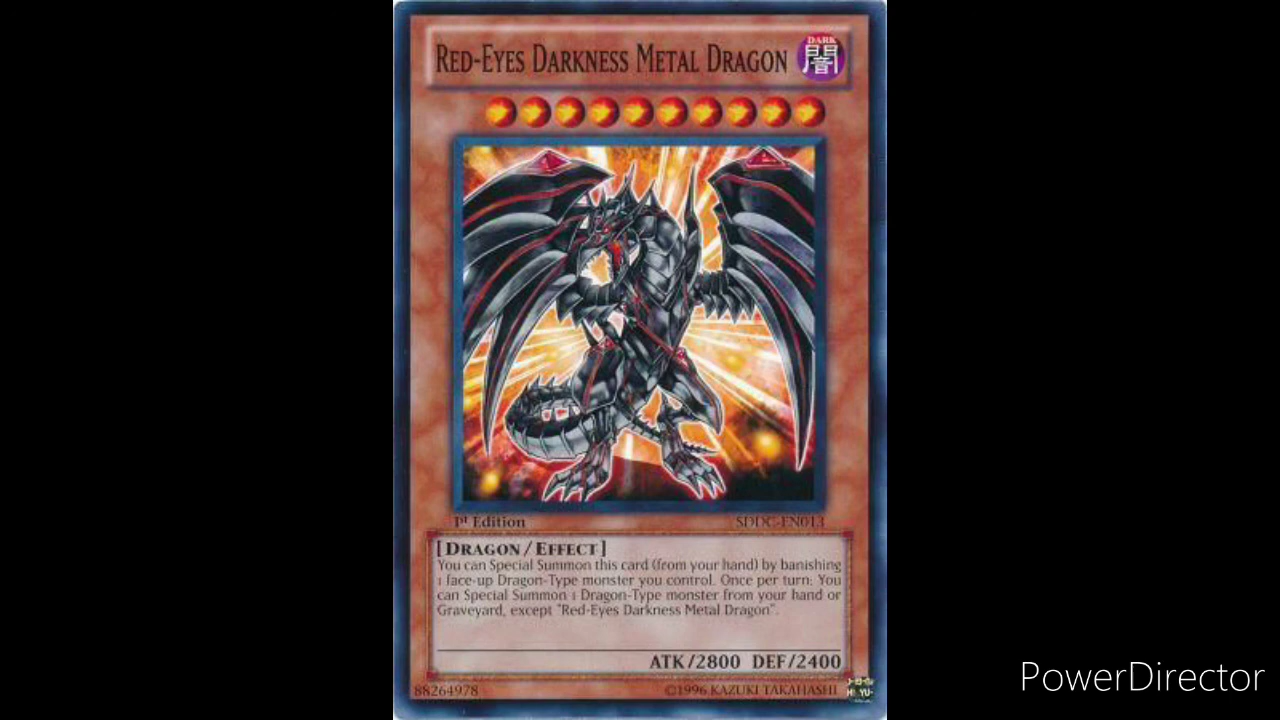 RED-EYES DARKNESS METAL DRAGON
DARK
闇
1st Edition
SDDC-EN013
[DRAGON/EFFECT]
You can Special Summon this card (from your hand) by banishing
1 face-up Dragon-Type monster you control. Once per turn: You
can Special Summon 1 Dragon-Type monster from your hand or
Graveyard, except "Red-Eyes Darkness Metal Dragon".
ATK/2800 DEF/2400
88264978
©1996 KAZUKI TAKAHASHI
PowerDirector